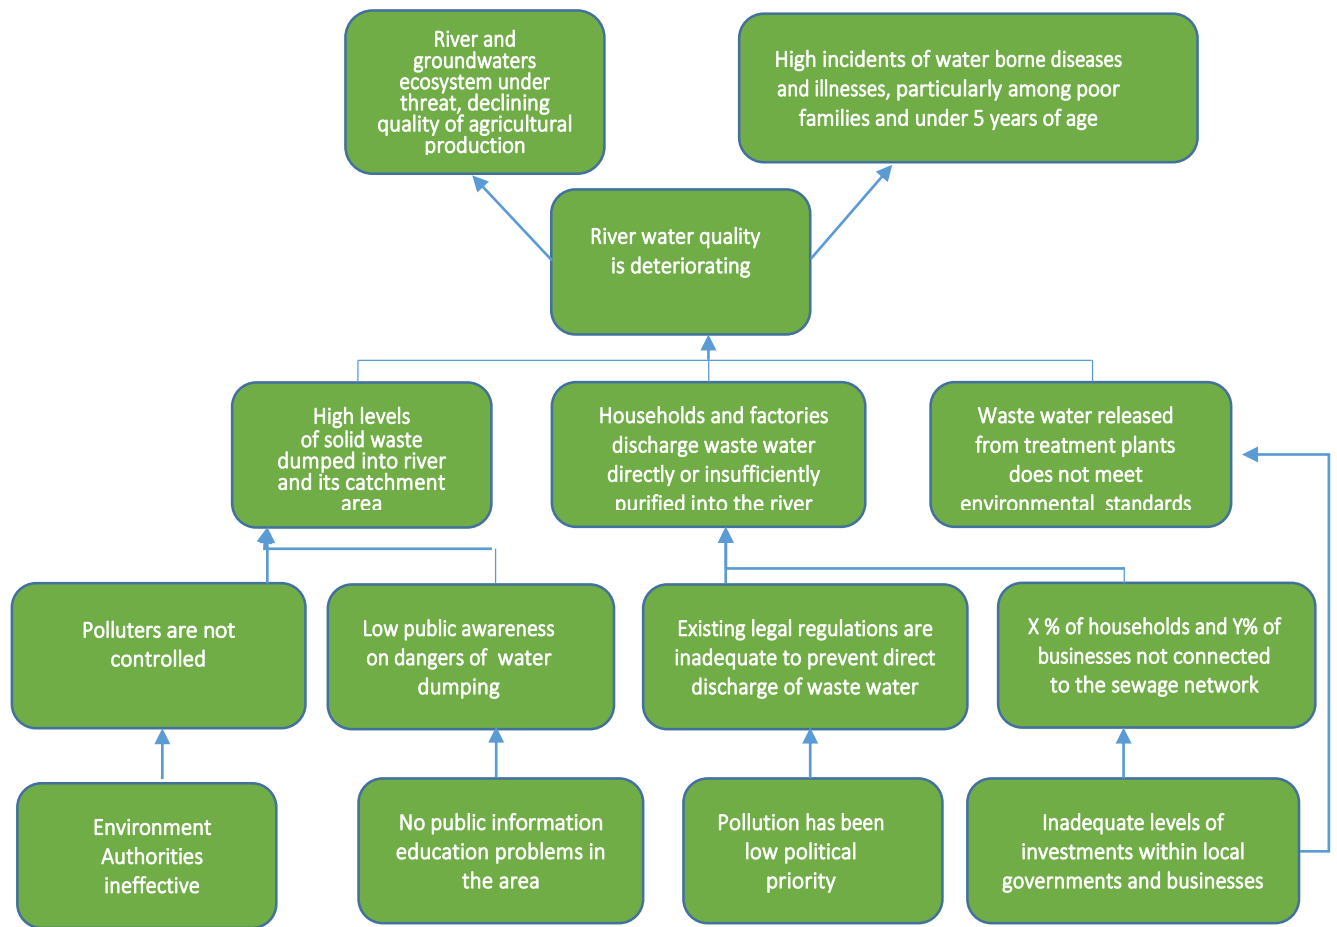 River and
groundwaters
ecosystem under
threat, declining
quality of agricultural
production
High incidents of water borne diseases
and illnesses, particularly among poor
families and under 5 years of age
River water quality
is deteriorating
High levels
of solid waste
dumped into river
and its catchment
area
Households and factories
discharge waste water
directly or insufficiently
purified into the river
Waste water released
from treatment plants
does not meet
environmental standards
Polluters are not
controlled
Low public awareness
on dangers of water
dumping
Existing legal regulations are
inadequate to prevent direct
discharge of waste water
X % of households and Y% of
businesses not connected
to the sewage network
Environment
Authorities
ineffective
No public information
education problems in
the area
Pollution has been
low political
priority
Inadequate levels of
investments within local
governments and businesses